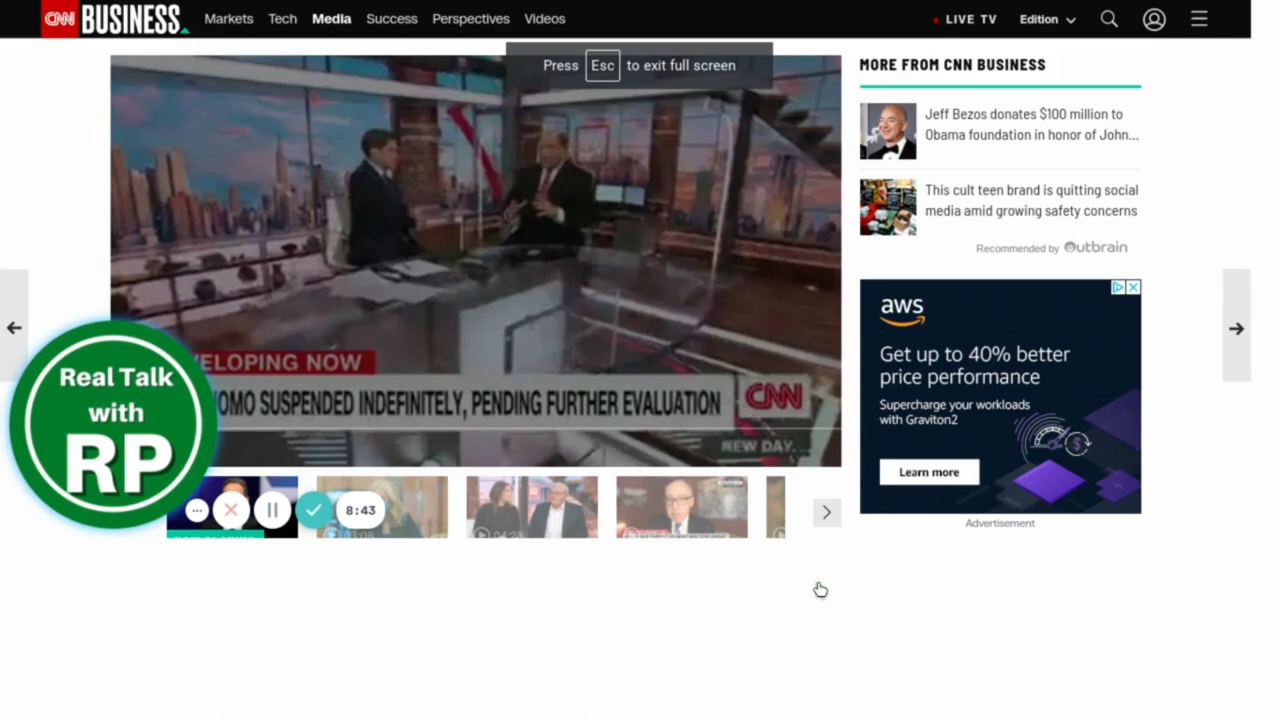 CNN BUSINESS
Markets Tech Media Success Perspectives Videos
LIVE TV Edition
Press Esc to exit full screen
ELOPING NOW
OMO SUSPENDED INDEFINITELY, PENDING FURTHER EVALUATION
CNN
NEW DAY
Real Talk
with
RP
8:43
04:23
MORE FROM CNN BUSINESS
Jeff Bezos donates $100 million to
Obama foundation in honor of John...
This cult teen brand is quitting social
media amid growing safety concerns
Recommended by Outbrain
aws
Get up to 40% better
price performance
Supercharge your workloads
with Graviton2
Learn more
Advertisement